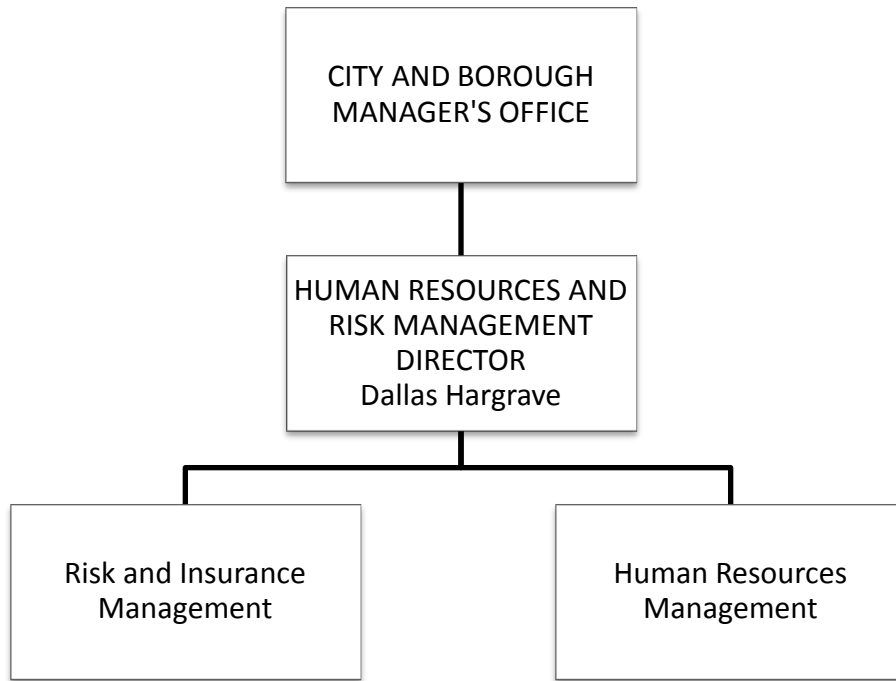 CITY AND BOROUGH
MANAGER'S OFFICE
HUMAN RESOURCES AND
RISK MANAGEMENT
DIRECTOR
Dallas Hargrave
Risk and Insurance
Management
Human Resources
Management